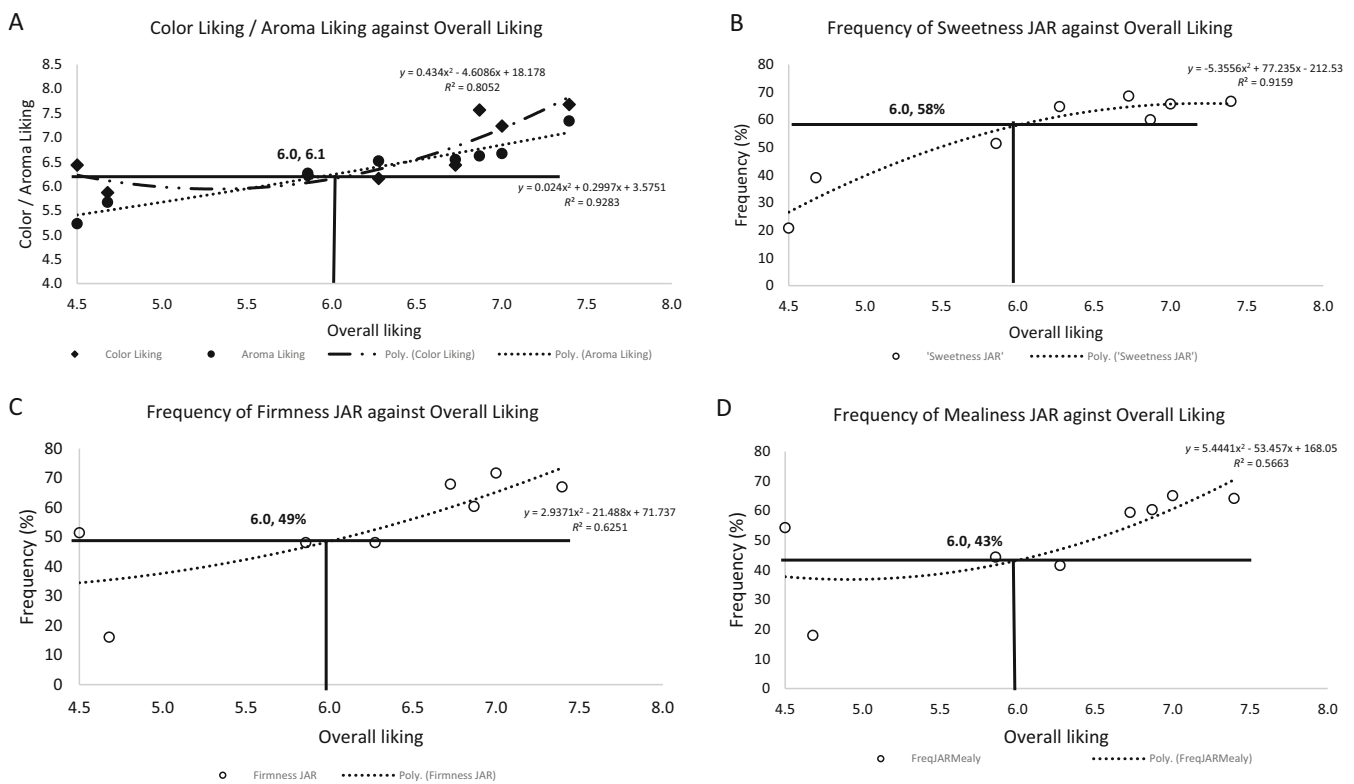 A
Color Liking / Aroma Liking against Overall Liking
y = 0.434x² - 4.6086x + 18.178
R² = 0.8052
8.5
8.0
7.5
7.0
6.5
6.0
5.5
5.0
4.5
4.0
Color / Aroma Liking
6.0, 6.1
y = 0.024x² + 0.2997x + 3.5751
R² = 0.9283
4.5 5.0 5.5 6.0 6.5 7.0 7.5 8.0
Overall liking
Color Liking Aroma Liking Poly. (Color Liking) Poly. (Aroma Liking)
B
Frequency of Sweetness JAR against Overall Liking
y = -5.3556x² + 77.235x - 212.53
R² = 0.9159
80
70
60
50
40
30
20
10
0
Frequency (%)
6.0, 58%
4.5 5.0 5.5 6.0 6.5 7.0 7.5 8.0
Overall liking
'Sweetness JAR' Poly. ('Sweetness JAR')
C
Frequency of Firmness JAR against Overall Liking
80
70
60
50
40
30
20
10
0
Frequency (%)
6.0, 49%
y = 2.9371x² - 21.488x + 71.737
R² = 0.6251
4.5 5.0 5.5 6.0 6.5 7.0 7.5 8.0
Overall liking
Firmness JAR Poly. (Firmness JAR)
D
Frequency of Mealiness JAR aginst Overall Liking
y = 5.4441x² - 53.457x + 168.05
R² = 0.5663
80
70
60
50
40
30
20
10
0
Frequency (%)
6.0, 43%
4.5 5.0 5.5 6.0 6.5 7.0 7.5 8.0
Overall liking
FreqJARMealy Poly. (FreqJARMealy)